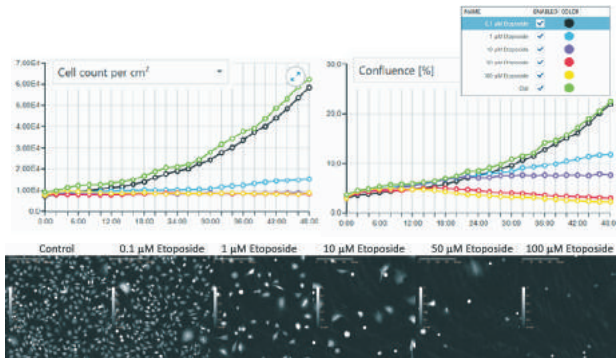 NAME ENABLED COLOR
0.1 µM Etoposide
1 µM Etoposide
10 µM Etoposide
50 µM Etoposide
100 µM Etoposide
Cell count per cm²
7.00E4
6.00E4
5.00E4
4.00E4
3.00E4
2.00E4
1.00E4
0.0
0:00 6:00 12:00 18:00 24:00 30:00 36:00 42:00 48:00
Confluence [%]
30.0
20.0
10.0
0.0
0:00 6:00 12:00 18:00 24:00 30:00 36:00 42:00 48:00
Control 0.1 µM Etoposide 1 µM Etoposide 10 µM Etoposide 50 µM Etoposide 100 µM Etoposide